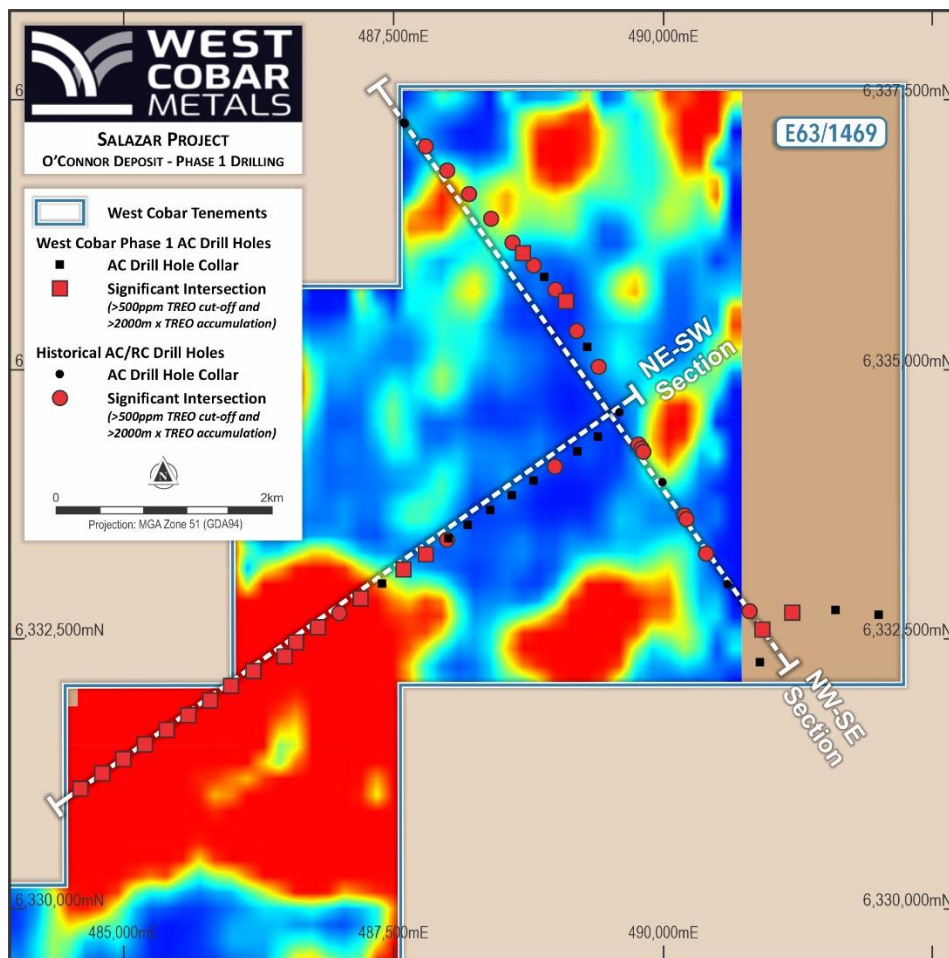 487,500mE
490,000mE
WEST
COBAR
METALS
SALAZAR PROJECT
O'CONNOR DEPOSIT - PHASE 1 DRILLING
6,337,500mN
E63/1469
West Cobar Tenements
West Cobar Phase 1 AC Drill Holes
AC Drill Hole Collar
Significant Intersection
(>500ppm TREO cut-off and
>2000m x TREO accumulation)
Historical AC/RC Drill Holes
AC Drill Hole Collar
Significant Intersection
(>500ppm TREO cut-off and
>2000m x TREO accumulation)
N
0
2km
Projection: MGA Zone 51 (GDA94)
NE-SW
Section
6,335,000mN
6,332,500mN
6,332,500mN
NW-SE
Section
6,330,000mN
6,330,000mN
485,000mE
487,500mE
490,000mE